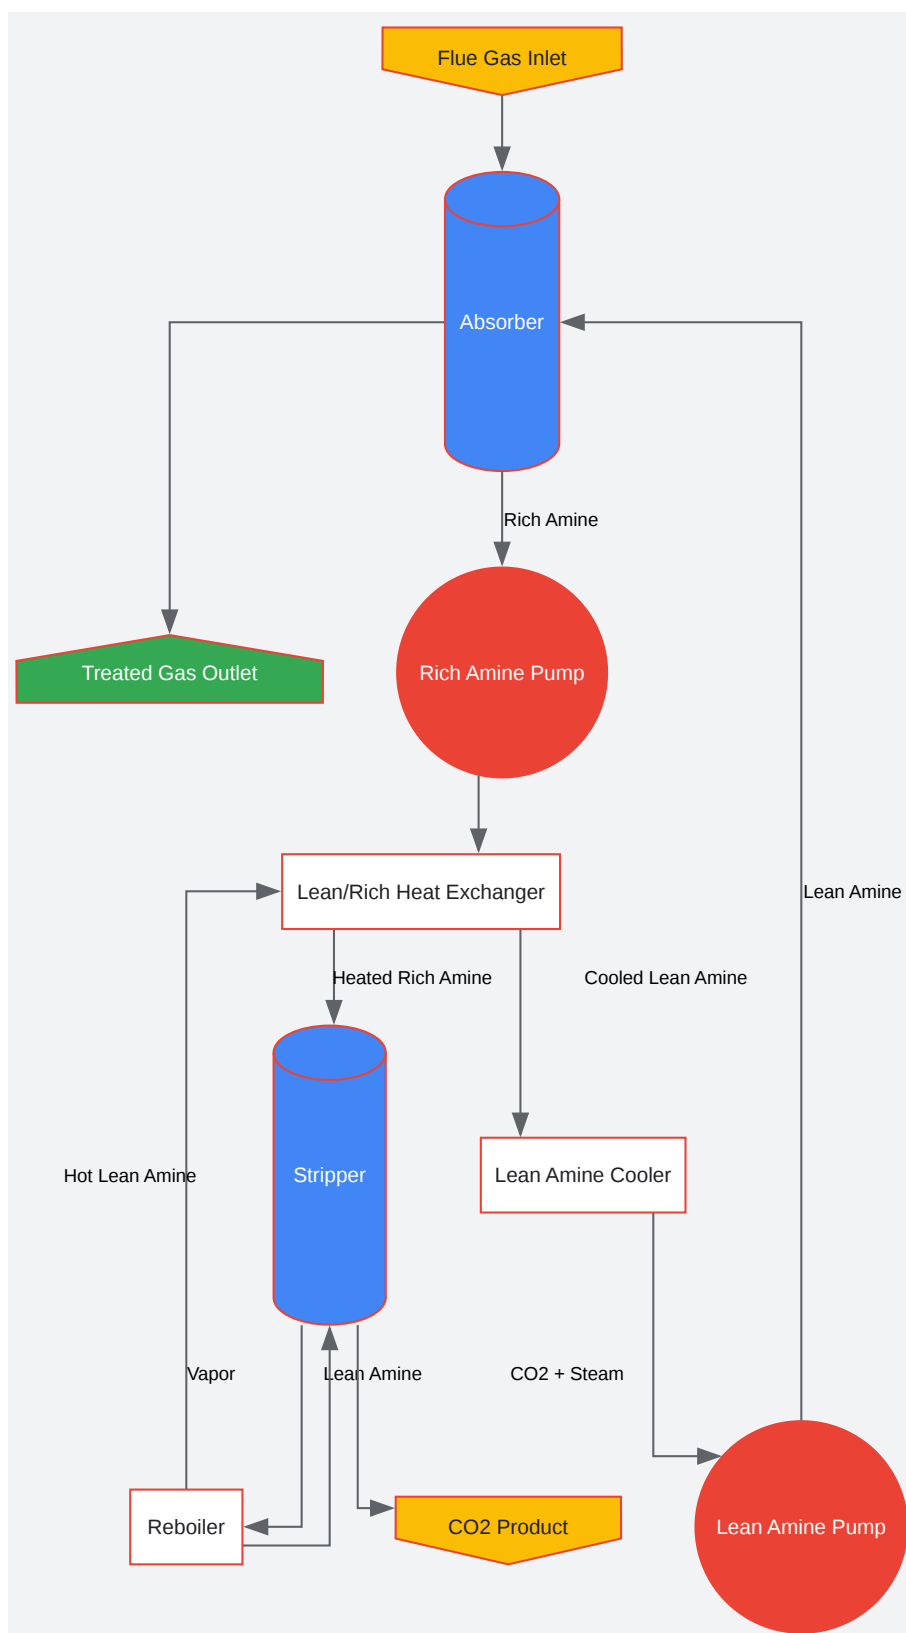 Flue Gas Inlet
Absorber
Rich Amine
Treated Gas Outlet
Rich Amine Pump
Lean/Rich Heat Exchanger
Lean Amine
Heated Rich Amine
Cooled Lean Amine
Hot Lean Amine
Stripper
Lean Amine Cooler
Vapor
Lean Amine
CO2 + Steam
Reboiler
CO2 Product
Lean Amine Pump